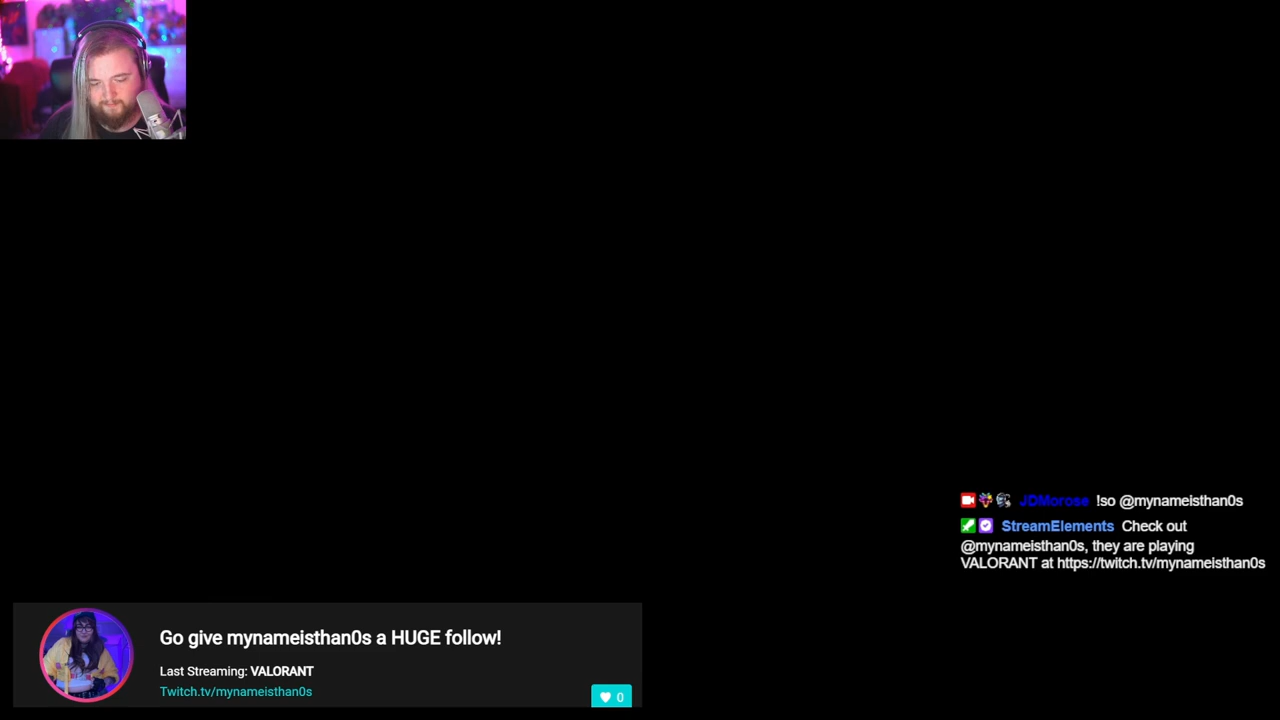 JDMorose !so @mynameisthan0s
StreamElements Check out
@mynameisthan0s, they are playing
VALORANT at https://twitch.tv/mynameisthan0s
Go give mynameisthan0s a HUGE follow!
Last Streaming: VALORANT
Twitch.tv/mynameisthan0s
0